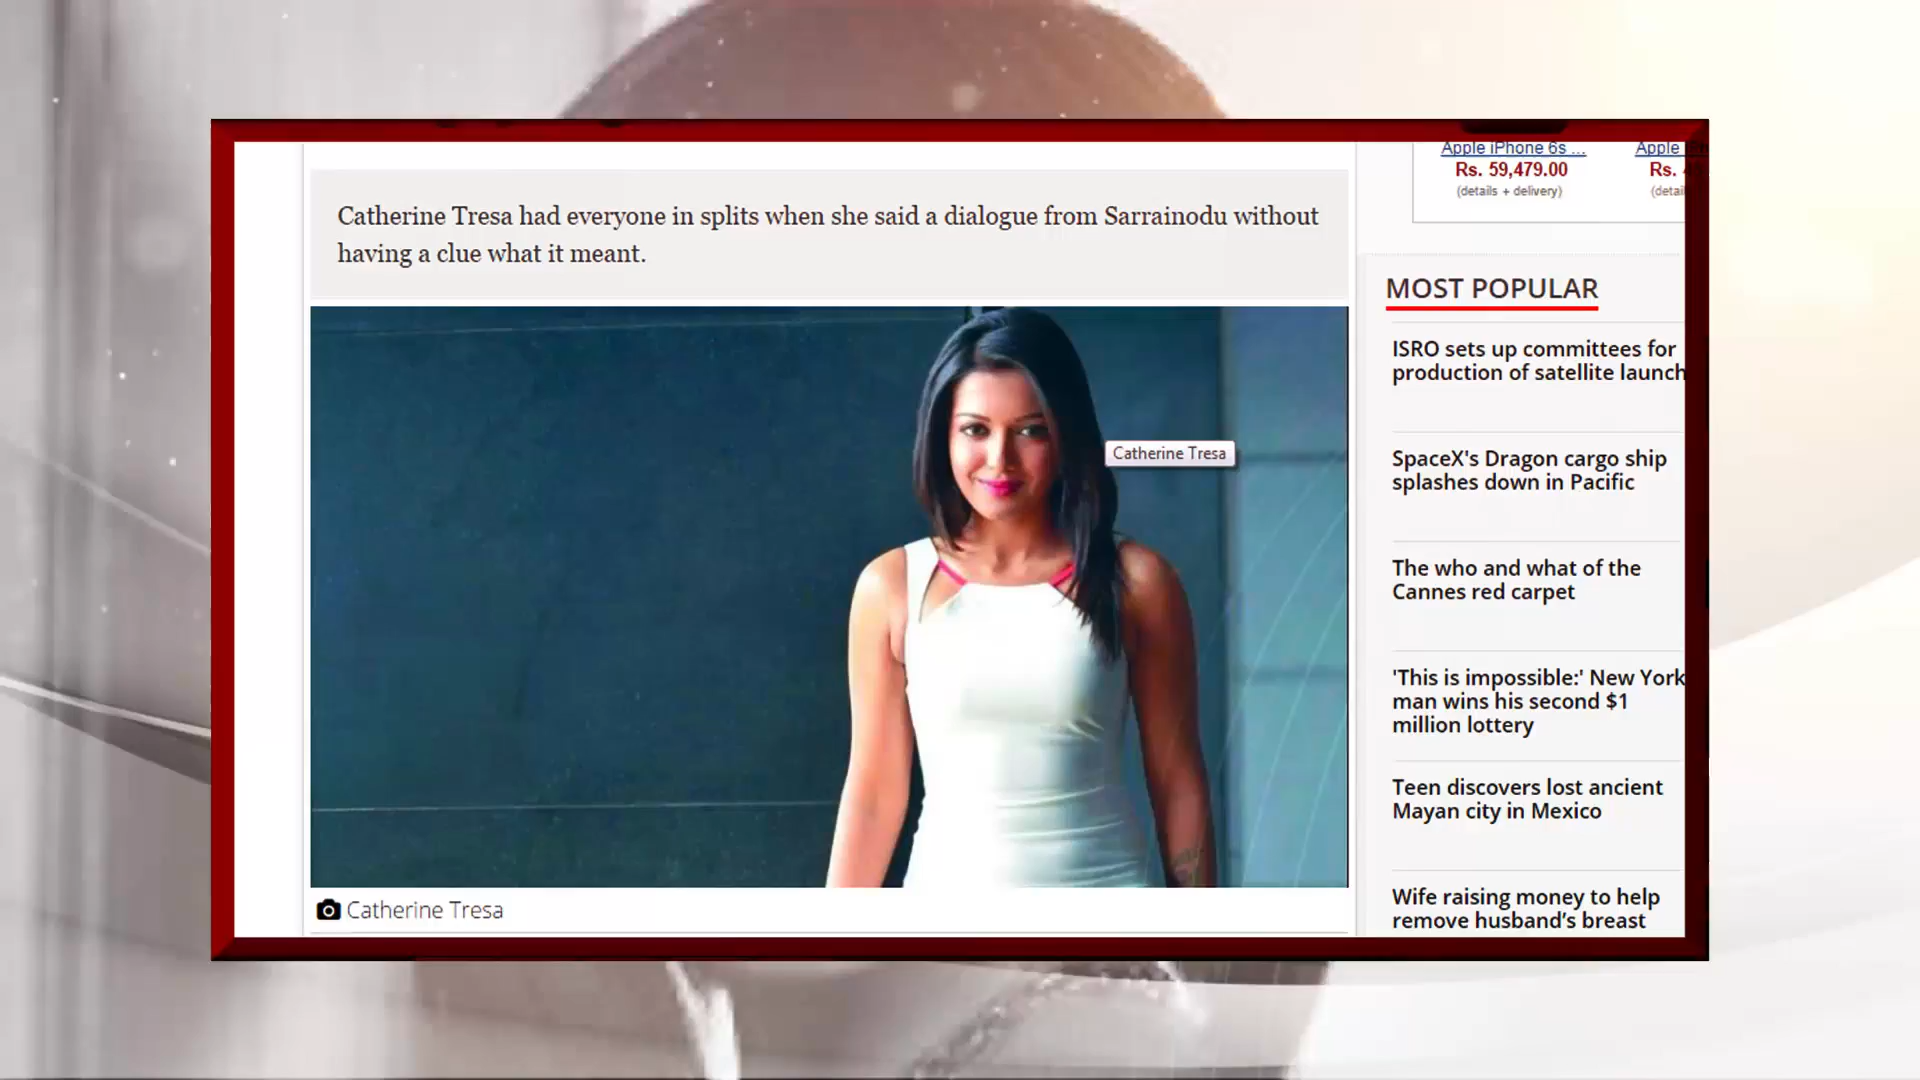 Apple iPhone 6s ...
Rs. 59,479.00
(details + delivery)
Apple
Rs.
Catherine Tresa had everyone in splits when she said a dialogue from Sarrainodu without
having a clue what it meant.
Catherine Tresa
Catherine Tresa
MOST POPULAR
ISRO sets up committees for
production of satellite launch
SpaceX's Dragon cargo ship
splashes down in Pacific
The who and what of the
Cannes red carpet
'This is impossible:' New York
man wins his second $1
million lottery
Teen discovers lost ancient
Mayan city in Mexico
Wife raising money to help
remove husband’s breast